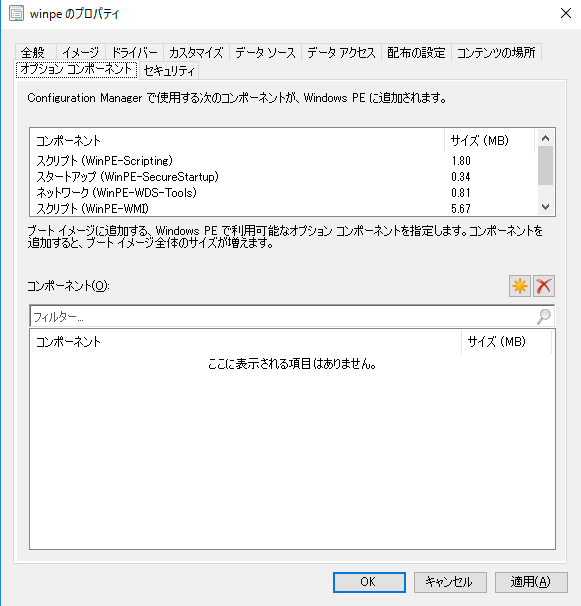 winpe のプロパティ
全般 イメージ ドライバー カスタマイズ データ ソース データ アクセス 配布の設定 コンテンツの場所
オプション コンポーネント セキュリティ
Configuration Manager で使用する次のコンポーネントが、Windows PE に追加されます。
コンポーネント サイズ (MB)
スクリプト (WinPE-Scripting) 1.80
スタートアップ (WinPE-SecureStartup) 0.84
ネットワーク (WinPE-WDS-Tools) 0.81
スクリプト (WinPE-WMI) 5.67
ブート イメージに追加する、Windows PE で利用可能なオプション コンポーネントを指定します。コンポーネントを
追加すると、ブート イメージ全体のサイズが増えます。
コンポーネント(O):
フィルター...
コンポーネント サイズ (MB)
ここに表示される項目はありません。
OK キャンセル 適用(A)